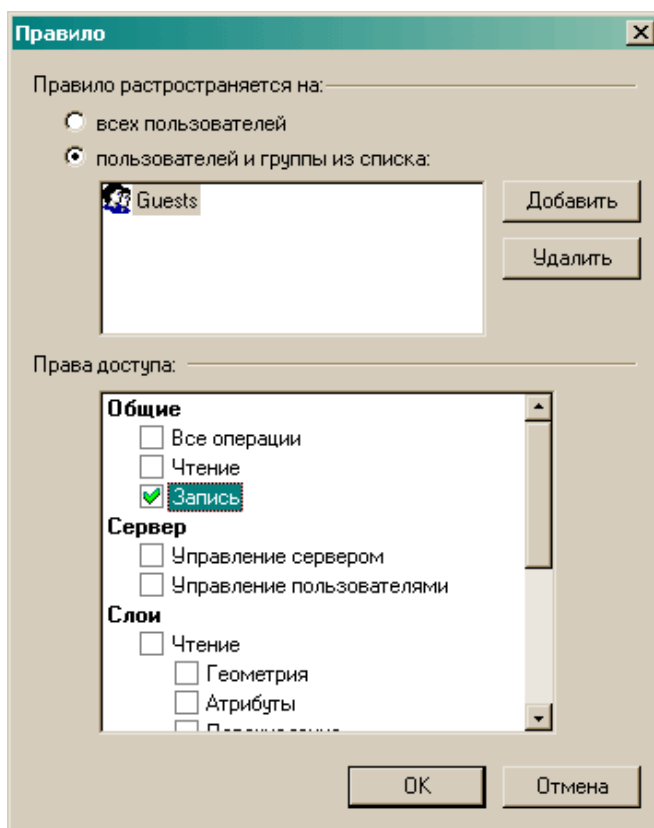 Правило
Правило распространяется на:
всех пользователей
пользователей и группы из списка:
Guests
Добавить
Удалить
Права доступа:
Общие
Все операции
Чтение
Запись
Сервер
Управление сервером
Управление пользователями
Слои
Чтение
Геометрия
Атрибуты
OK
Отмена